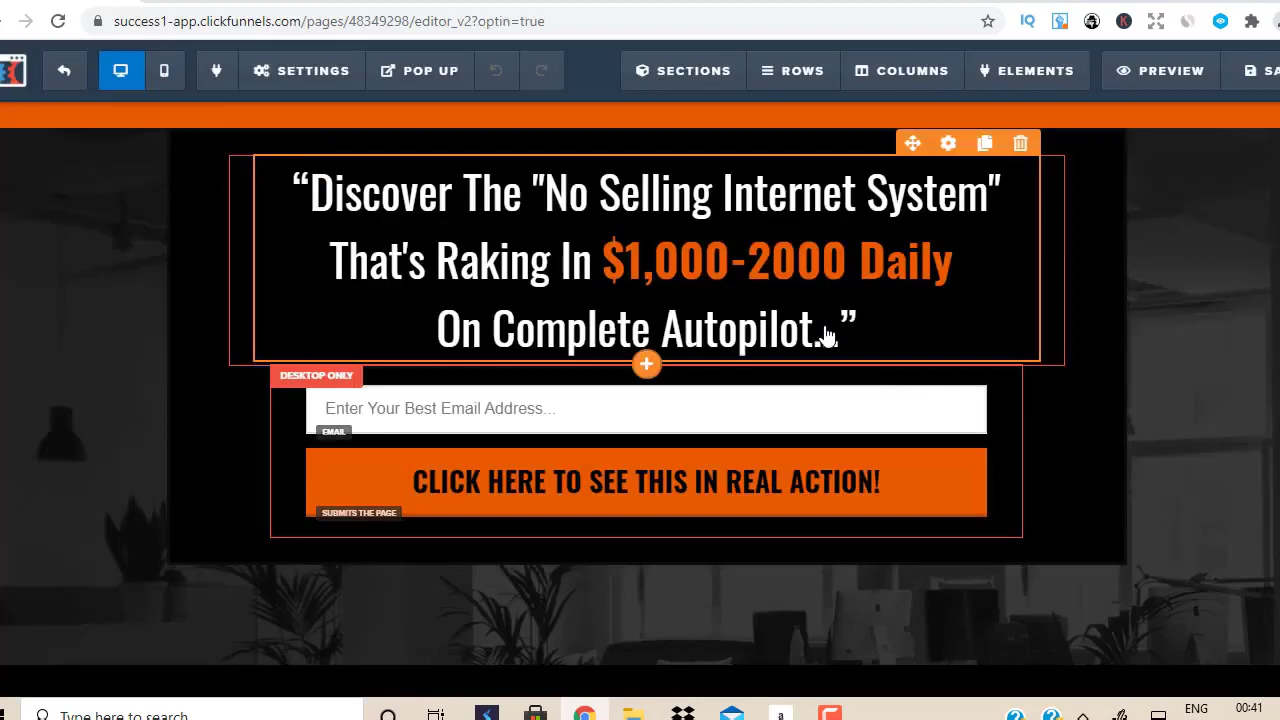 success1-app.clickfunnels.com/pages/48349298/editor_v2?optin=true
IQ
K
SETTINGS
POP UP
SECTIONS
ROWS
COLUMNS
ELEMENTS
PREVIEW
SA
“Discover The "No Selling Internet System"
That's Raking In $1,000-2000 Daily
On Complete Autopilot...”
DESKTOP ONLY
Enter Your Best Email Address...
EMAIL
CLICK HERE TO SEE THIS IN REAL ACTION!
SUBMITS THE PAGE
Type here to search
a
ENG
00:41